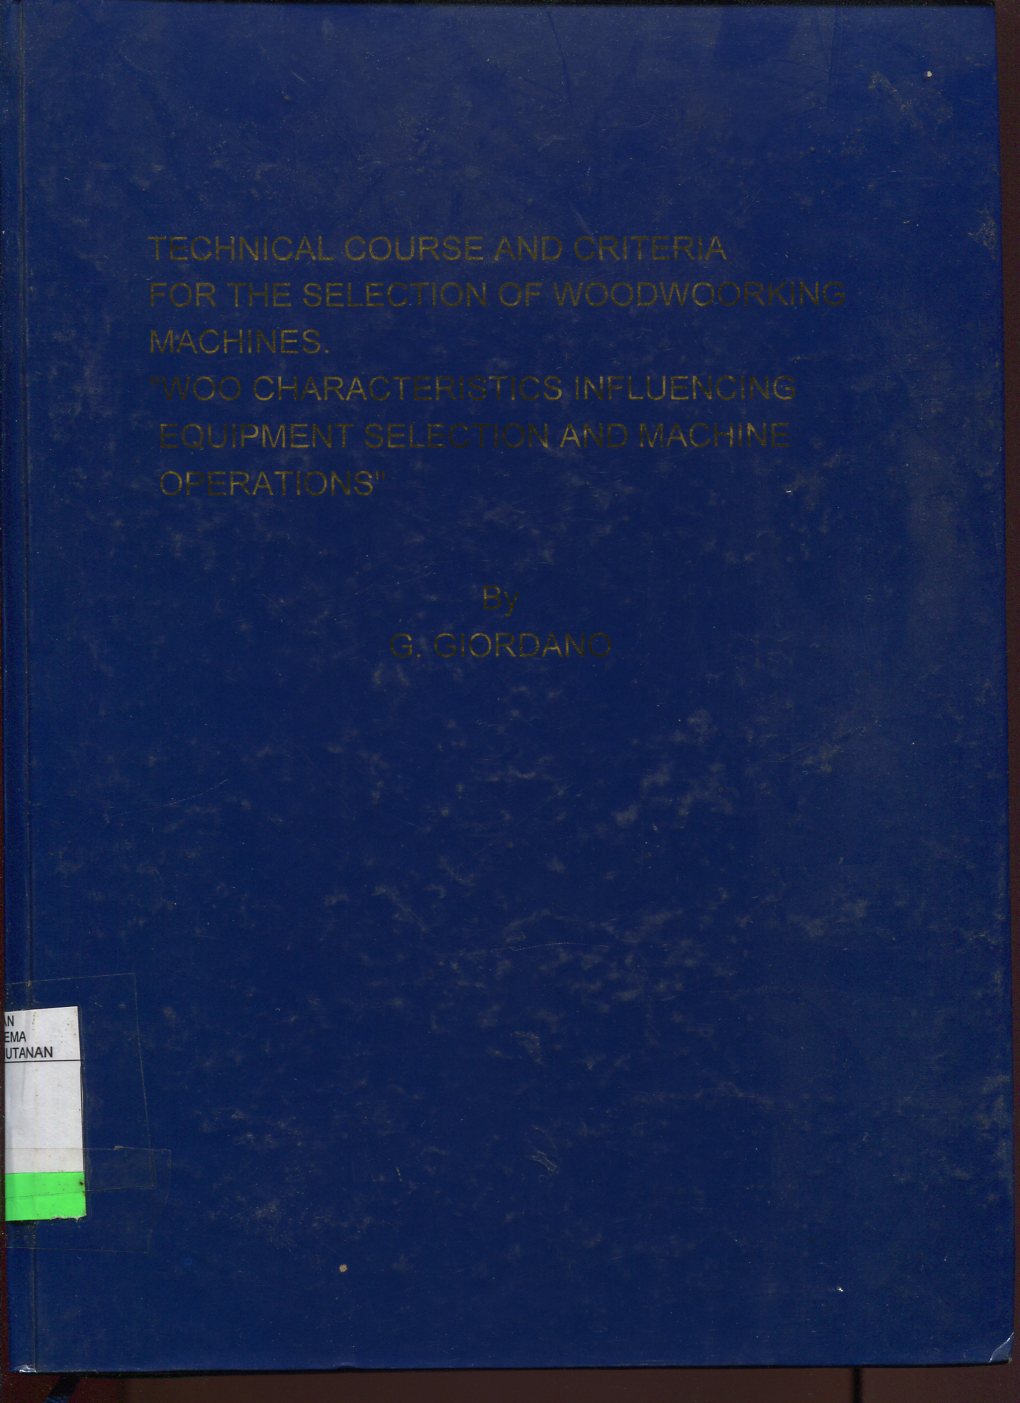 TECHNICAL COURSE AND CRITERIA
FOR THE SELECTION OF WOODWOORKING
MACHINES.
"WOO CHARACTERISTICS INFLUENCING
EQUIPMENT SELECTION AND MACHINE
OPERATIONS"
By
G. GIORDANO
AN
EMA
UTANAN